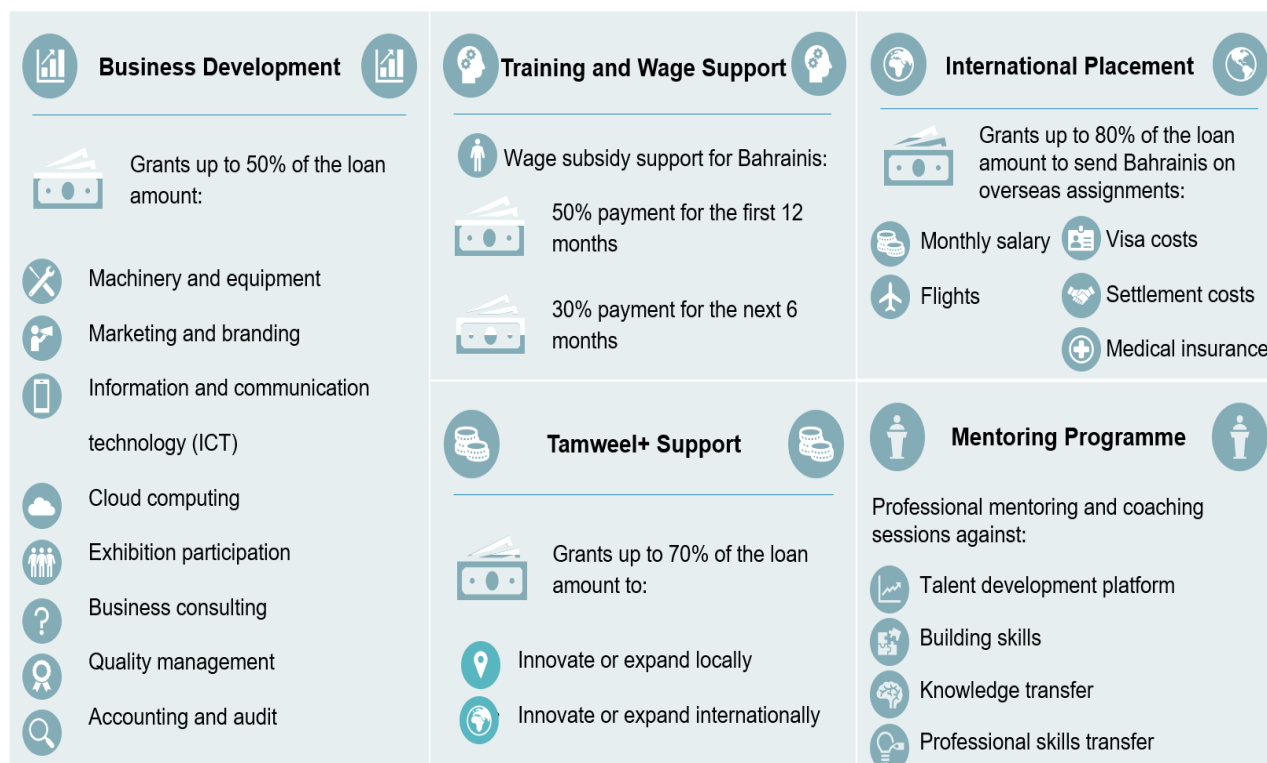 Business Development
Grants up to 50% of the loan
amount:
Machinery and equipment
Marketing and branding
Information and communication
technology (ICT)
Cloud computing
Exhibition participation
Business consulting
Quality management
Accounting and audit
Training and Wage Support
Wage subsidy support for Bahrainis:
50% payment for the first 12
months
30% payment for the next 6
months
International Placement
Grants up to 80% of the loan
amount to send Bahrainis on
overseas assignments:
Monthly salary
Flights
Visa costs
Settlement costs
Medical insurance
Tamweel+ Support
Grants up to 70% of the loan
amount to:
Innovate or expand locally
Innovate or expand internationally
Mentoring Programme
Professional mentoring and coaching
sessions against:
Talent development platform
Building skills
Knowledge transfer
Professional skills transfer